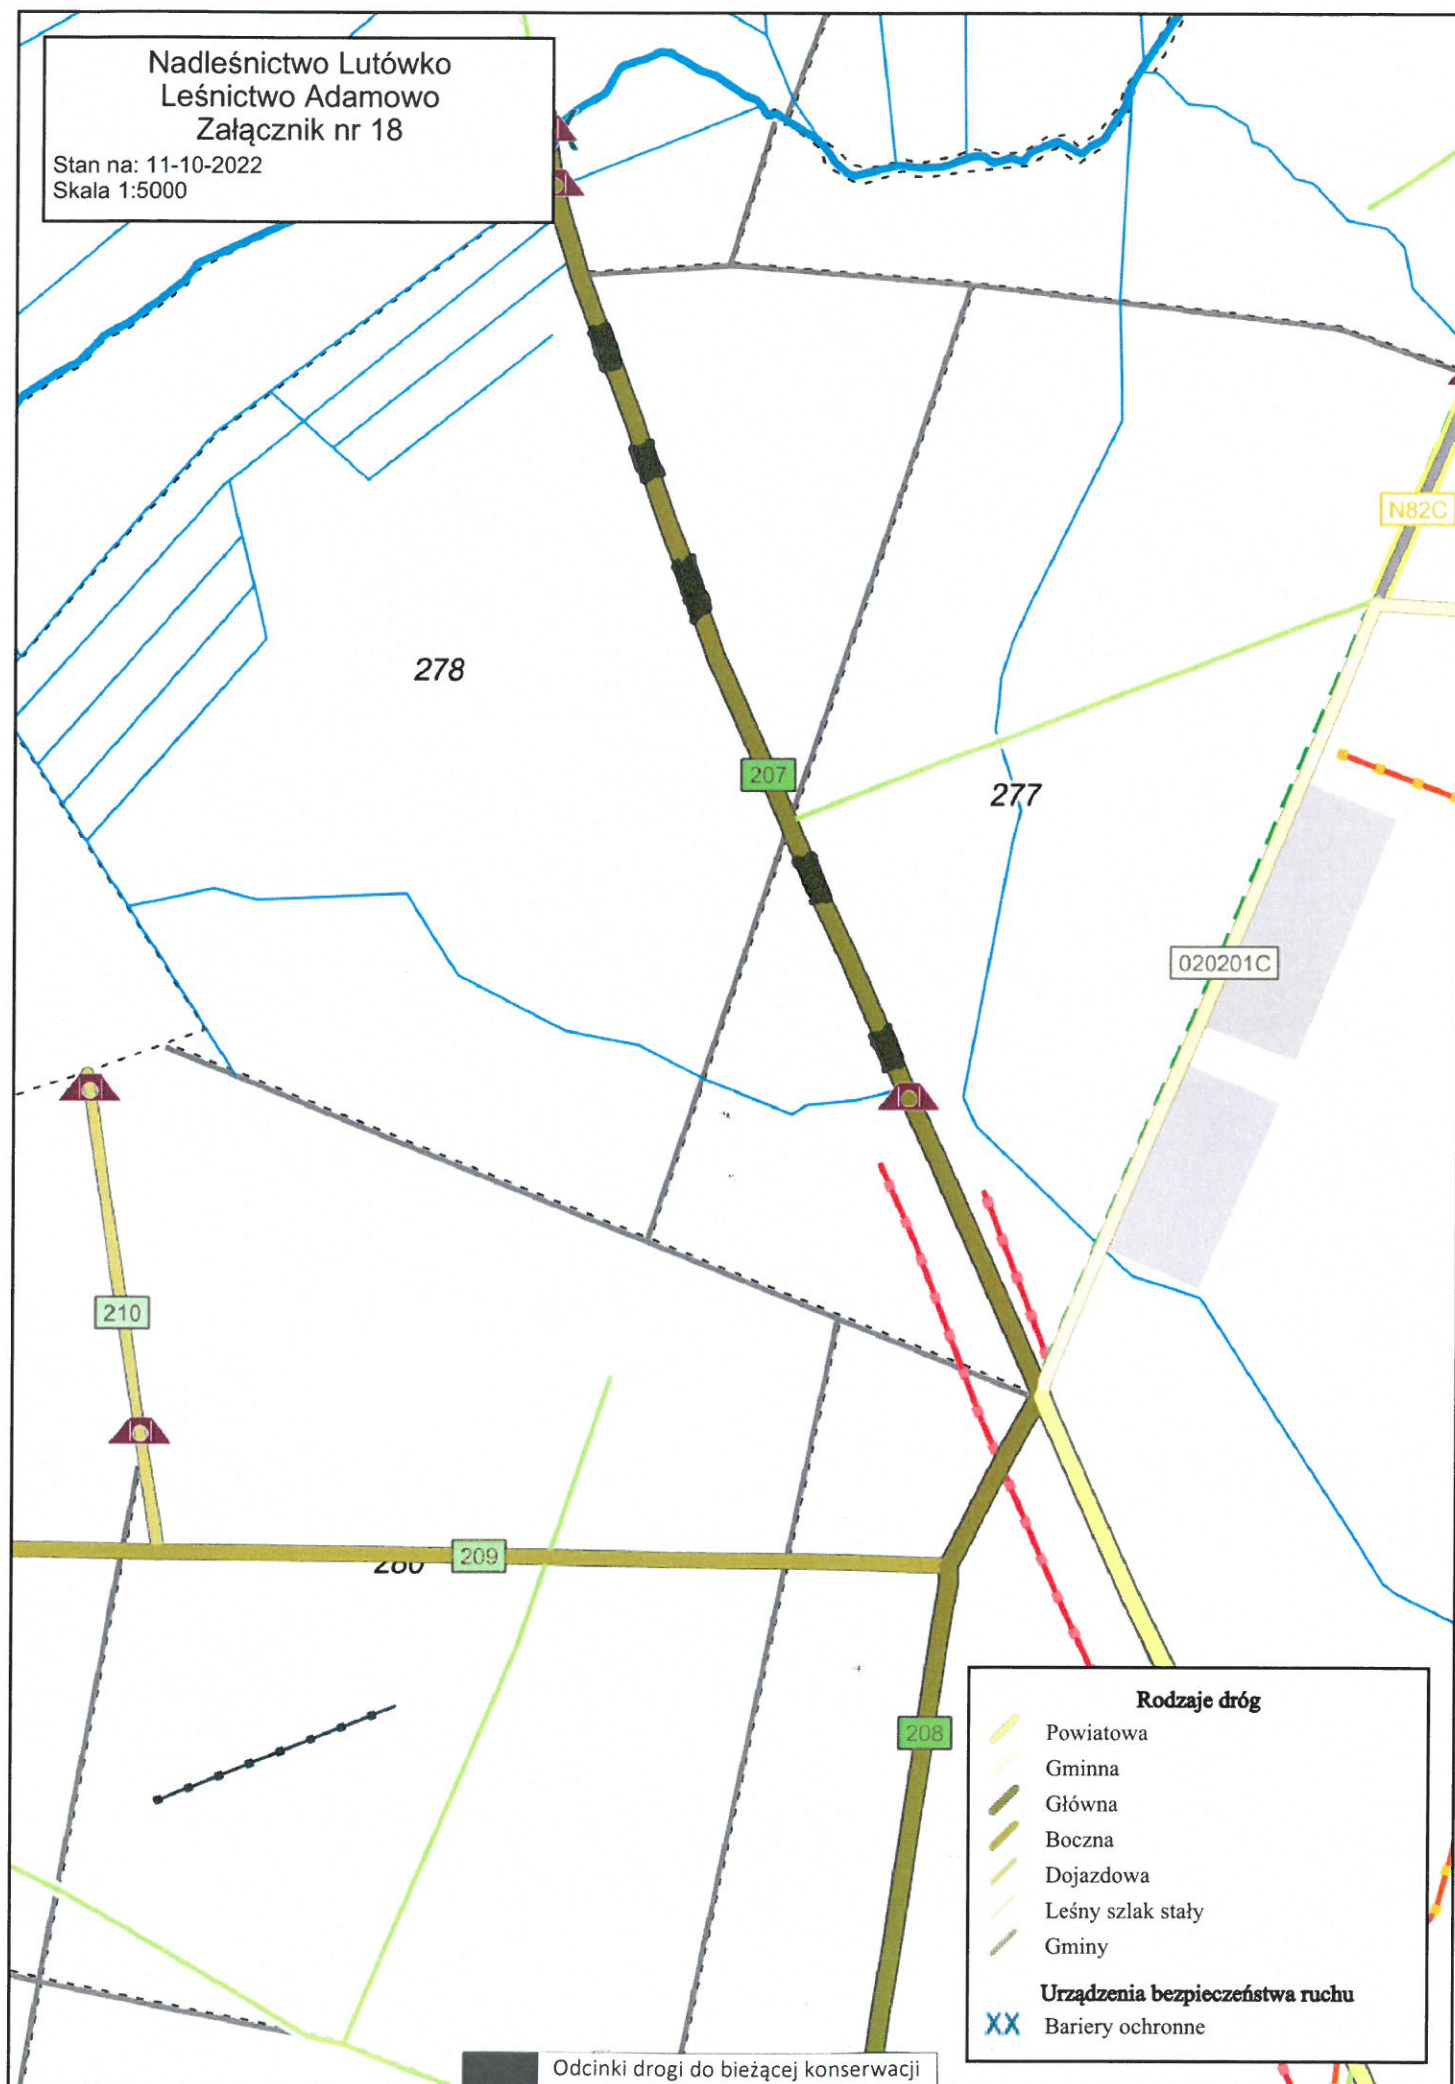 Nadleśnictwo Lutówko
Leśnictwo Adamowo
Załącznik nr 18
Stan na: 11-10-2022
Skala 1:5000
N82C
278
207
277
020201C
210
280
209
208
Rodzaje dróg
Powiatowa
Gminna
Główna
Boczna
Dojazdowa
Leśny szlak stały
Gminy
Urządzenia bezpieczeństwa ruchu
XX Bariery ochronne
Odcinki drogi do bieżącej konserwacji